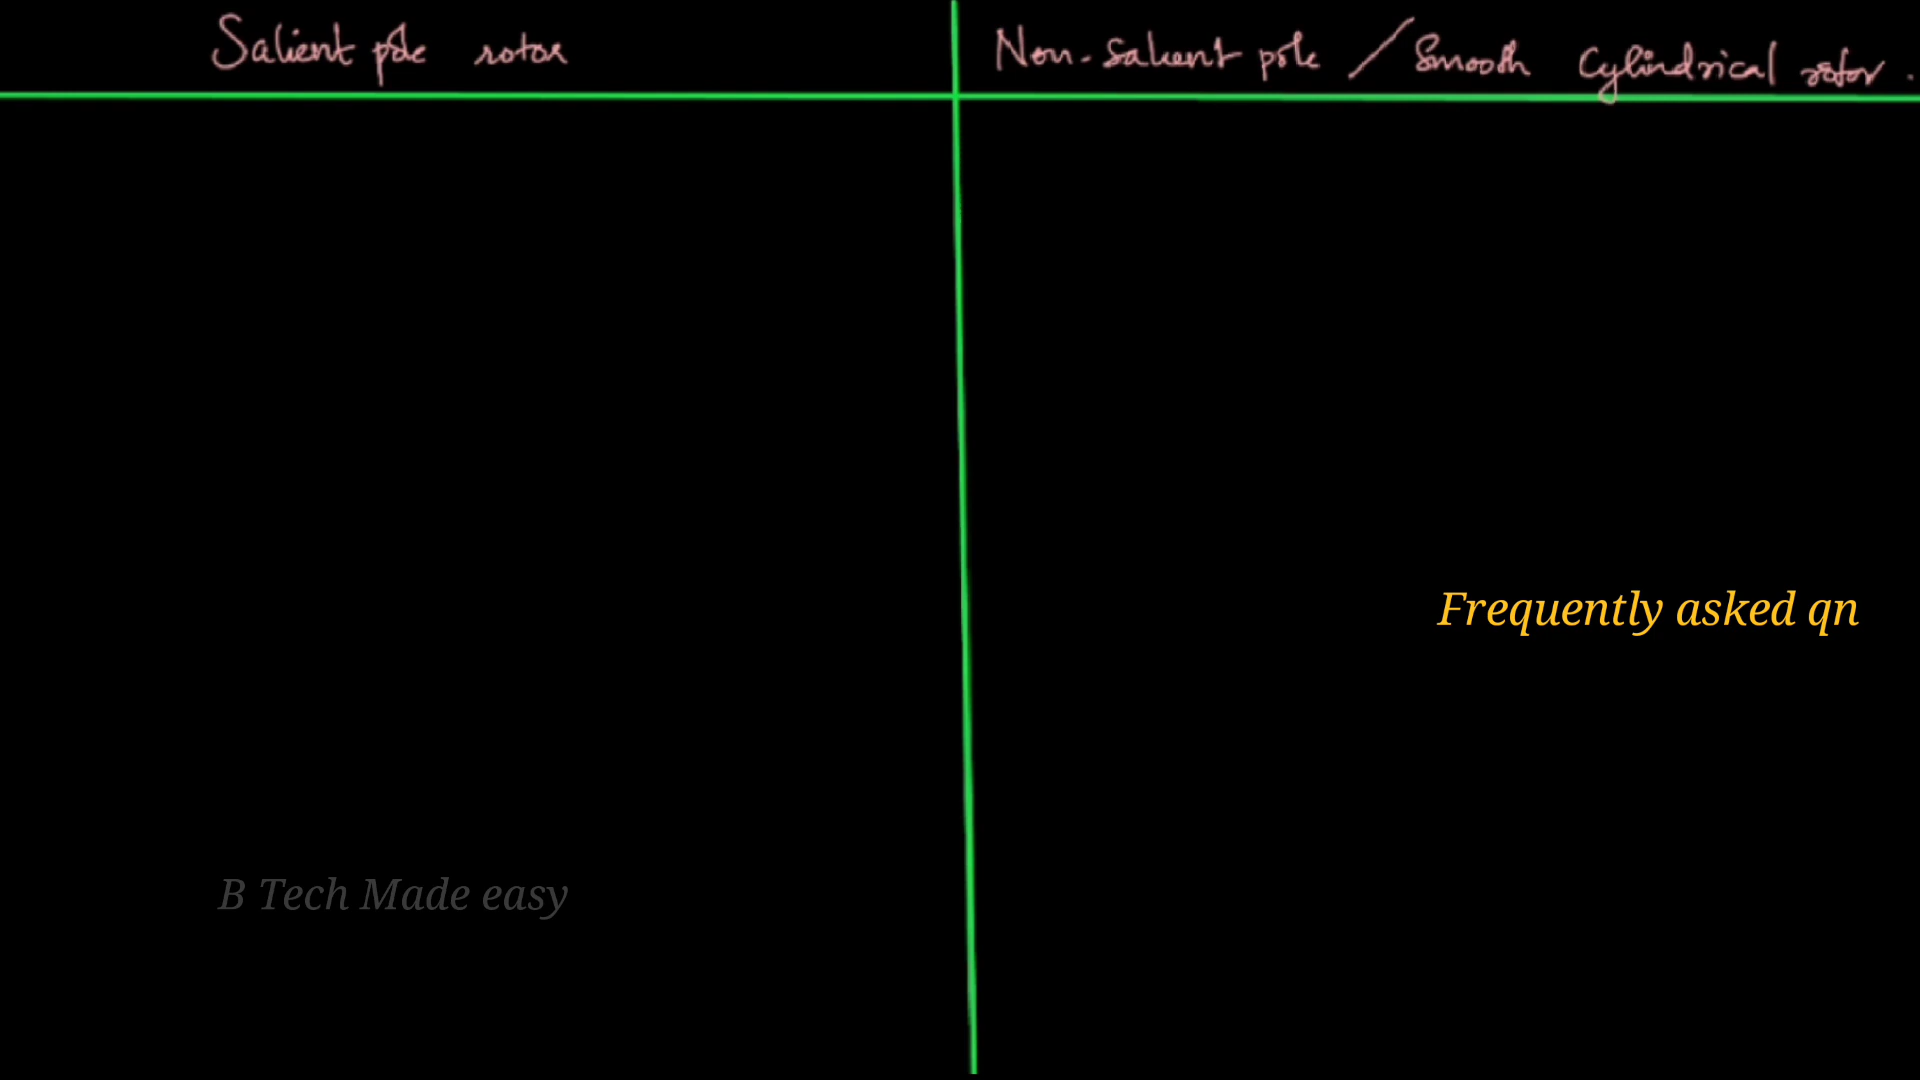 Salient pole rotor
Non-Salient pole / Smooth Cylindrical rotor.
Frequently asked qn
B Tech Made easy